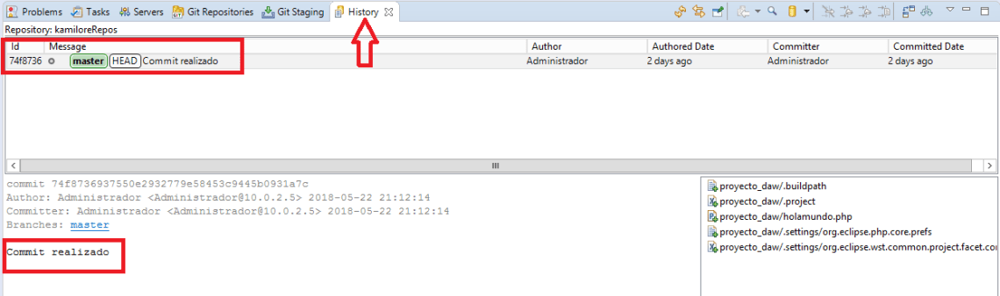 Problems Tasks Servers Git Repositories Git Staging History
Repository: kamiloreRepos
Id Message Author Authored Date Committer Committed Date
74f8736 master HEAD Commit realizado Administrador 2 days ago Administrador 2 days ago
commit 74f8736937550e2932779e58453c9445b0931a7c
Author: Administrador <Administrador@10.0.2.5> 2018-05-22 21:12:14
Committer: Administrador <Administrador@10.0.2.5> 2018-05-22 21:12:14
Branches: master
Commit realizado
proyecto_daw/.buildpath
proyecto_daw/.project
proyecto_daw/holamundo.php
proyecto_daw/.settings/org.eclipse.php.core.prefs
proyecto_daw/.settings/org.eclipse.wst.common.project.facet.co